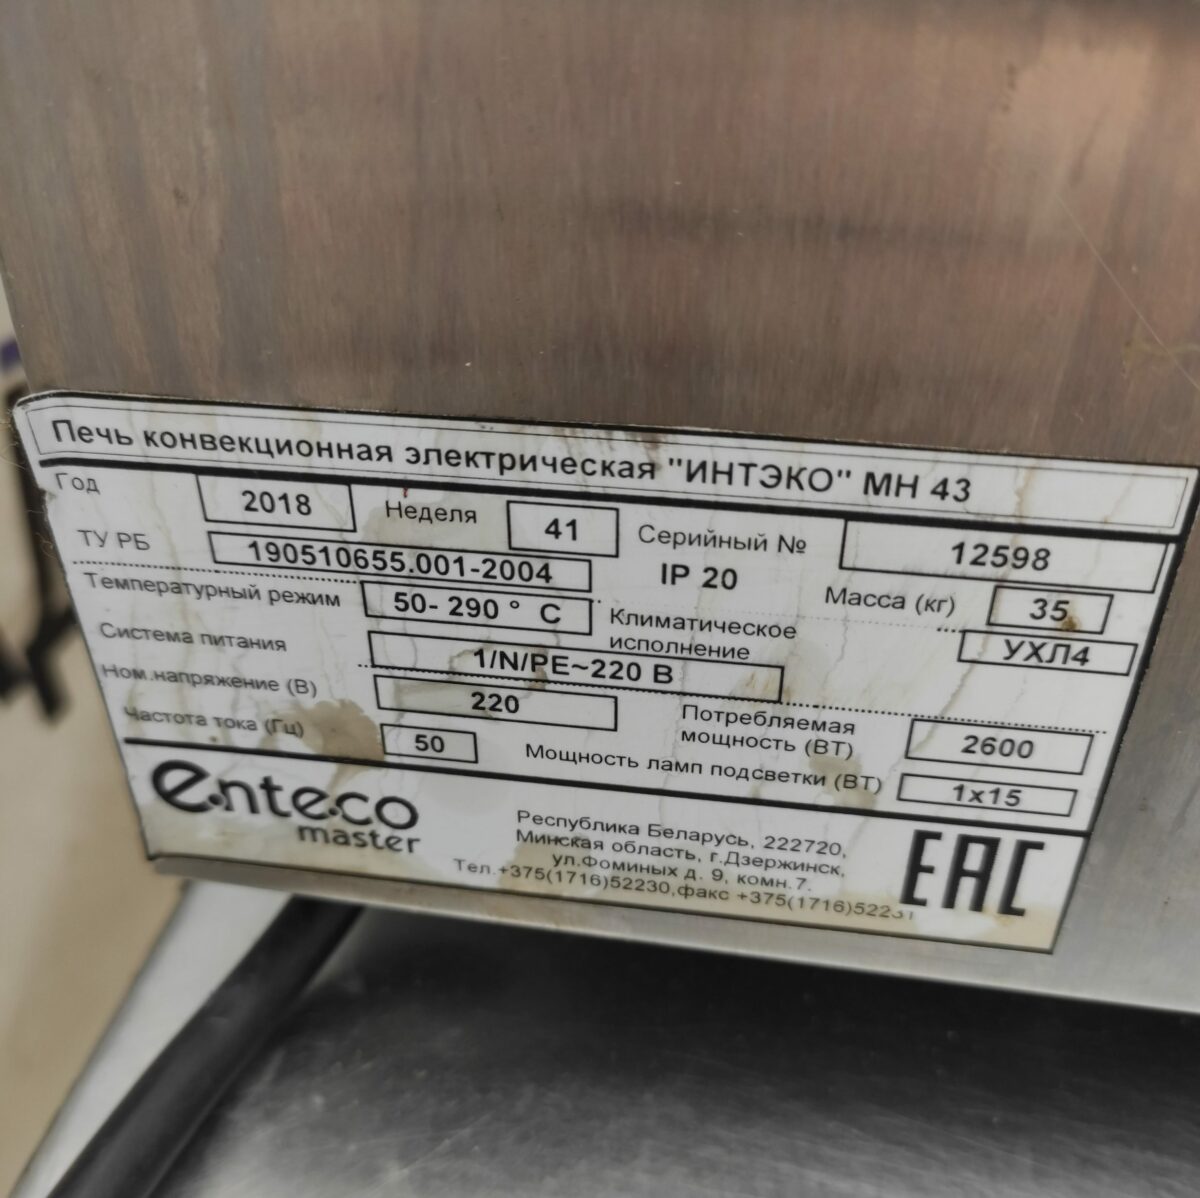 Печь конвекционная электрическая "ИНТЭКО" МН 43
Год 2018 Неделя 41 Серийный № 12598
ТУ РБ 190510655.001-2004 IP 20 Масса (кг) 35
Температурный режим 50- 290 ° С Климатическое исполнение УХЛ4
Система питания 1/N/PE~220 В
Ном.напряжение (В) 220 Потребляемая мощность (ВТ) 2600
Частота тока (Гц) 50 Мощность ламп подсветки (ВТ) 1х15
enteco
master
Республика Беларусь, 222720,
Минская область, г.Дзержинск,
ул.Фоминых д. 9, комн.7.
Тел.+375(1716)52230,факс +375(1716)52231
ЕАС